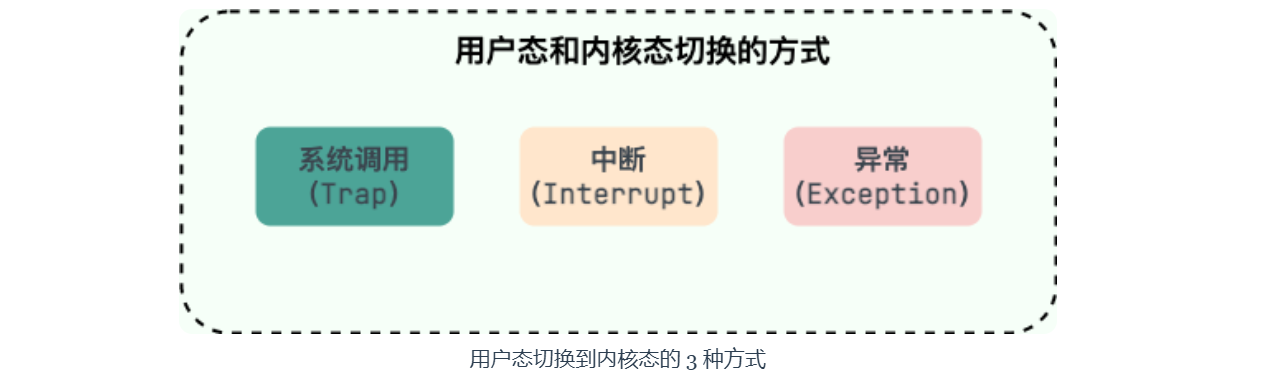 用户态和内核态切换的方式
系统调用
(Trap)
中断
(Interrupt)
异常
(Exception)
用户态切换到内核态的 3 种方式